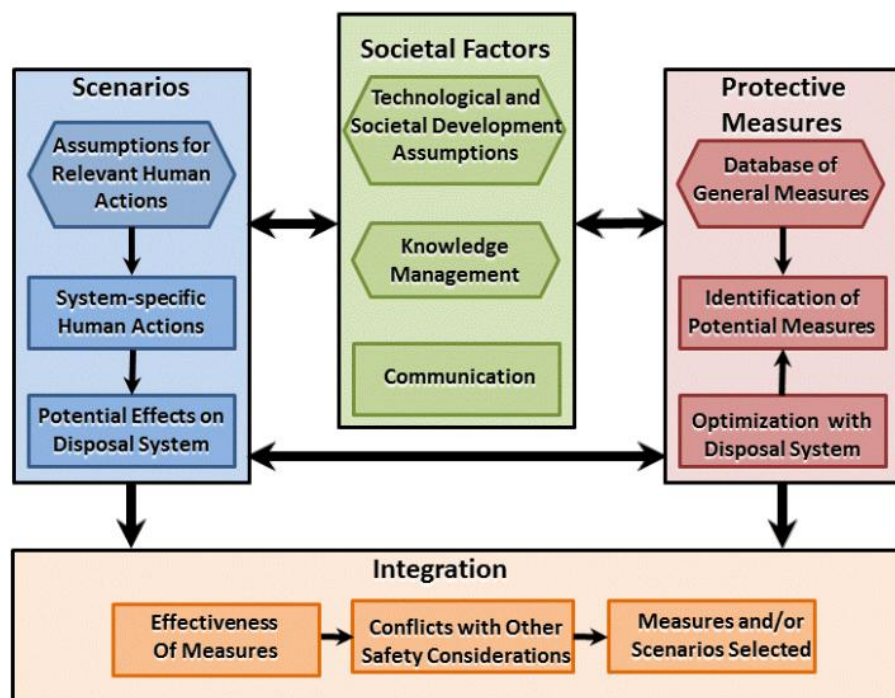 Scenarios
Assumptions for
Relevant Human
Actions
System-specific
Human Actions
Potential Effects on
Disposal System
Societal Factors
Technological and
Societal Development
Assumptions
Knowledge
Management
Communication
Protective
Measures
Database of
General Measures
Identification of
Potential Measures
Optimization with
Disposal System
Integration
Effectiveness
Of Measures
Conflicts with Other
Safety Considerations
Measures and/or
Scenarios Selected